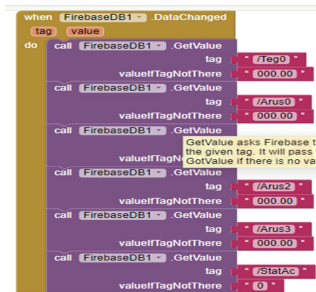 when FirebaseDB1 .DataChanged
tag value
do call FirebaseDB1 .GetValue
tag " /Teg0 "
valueIfTagNotThere " 000.00 "
call FirebaseDB1 .GetValue
tag " /Arus0 "
valueIfTagNotThere " 000.00 "
call FirebaseDB1 .GetValue
GetValue asks Firebase t
the given tag. It will pass
valueIfTagN GotValue if there is no va
call FirebaseDB1 .GetValue
tag " /Arus2 "
valueIfTagNotThere " 000.00 "
call FirebaseDB1 .GetValue
tag " /Arus3 "
valueIfTagNotThere " 000.00 "
call FirebaseDB1 .GetValue
tag " /StatAc "
valueIfTagNotThere " 0 "